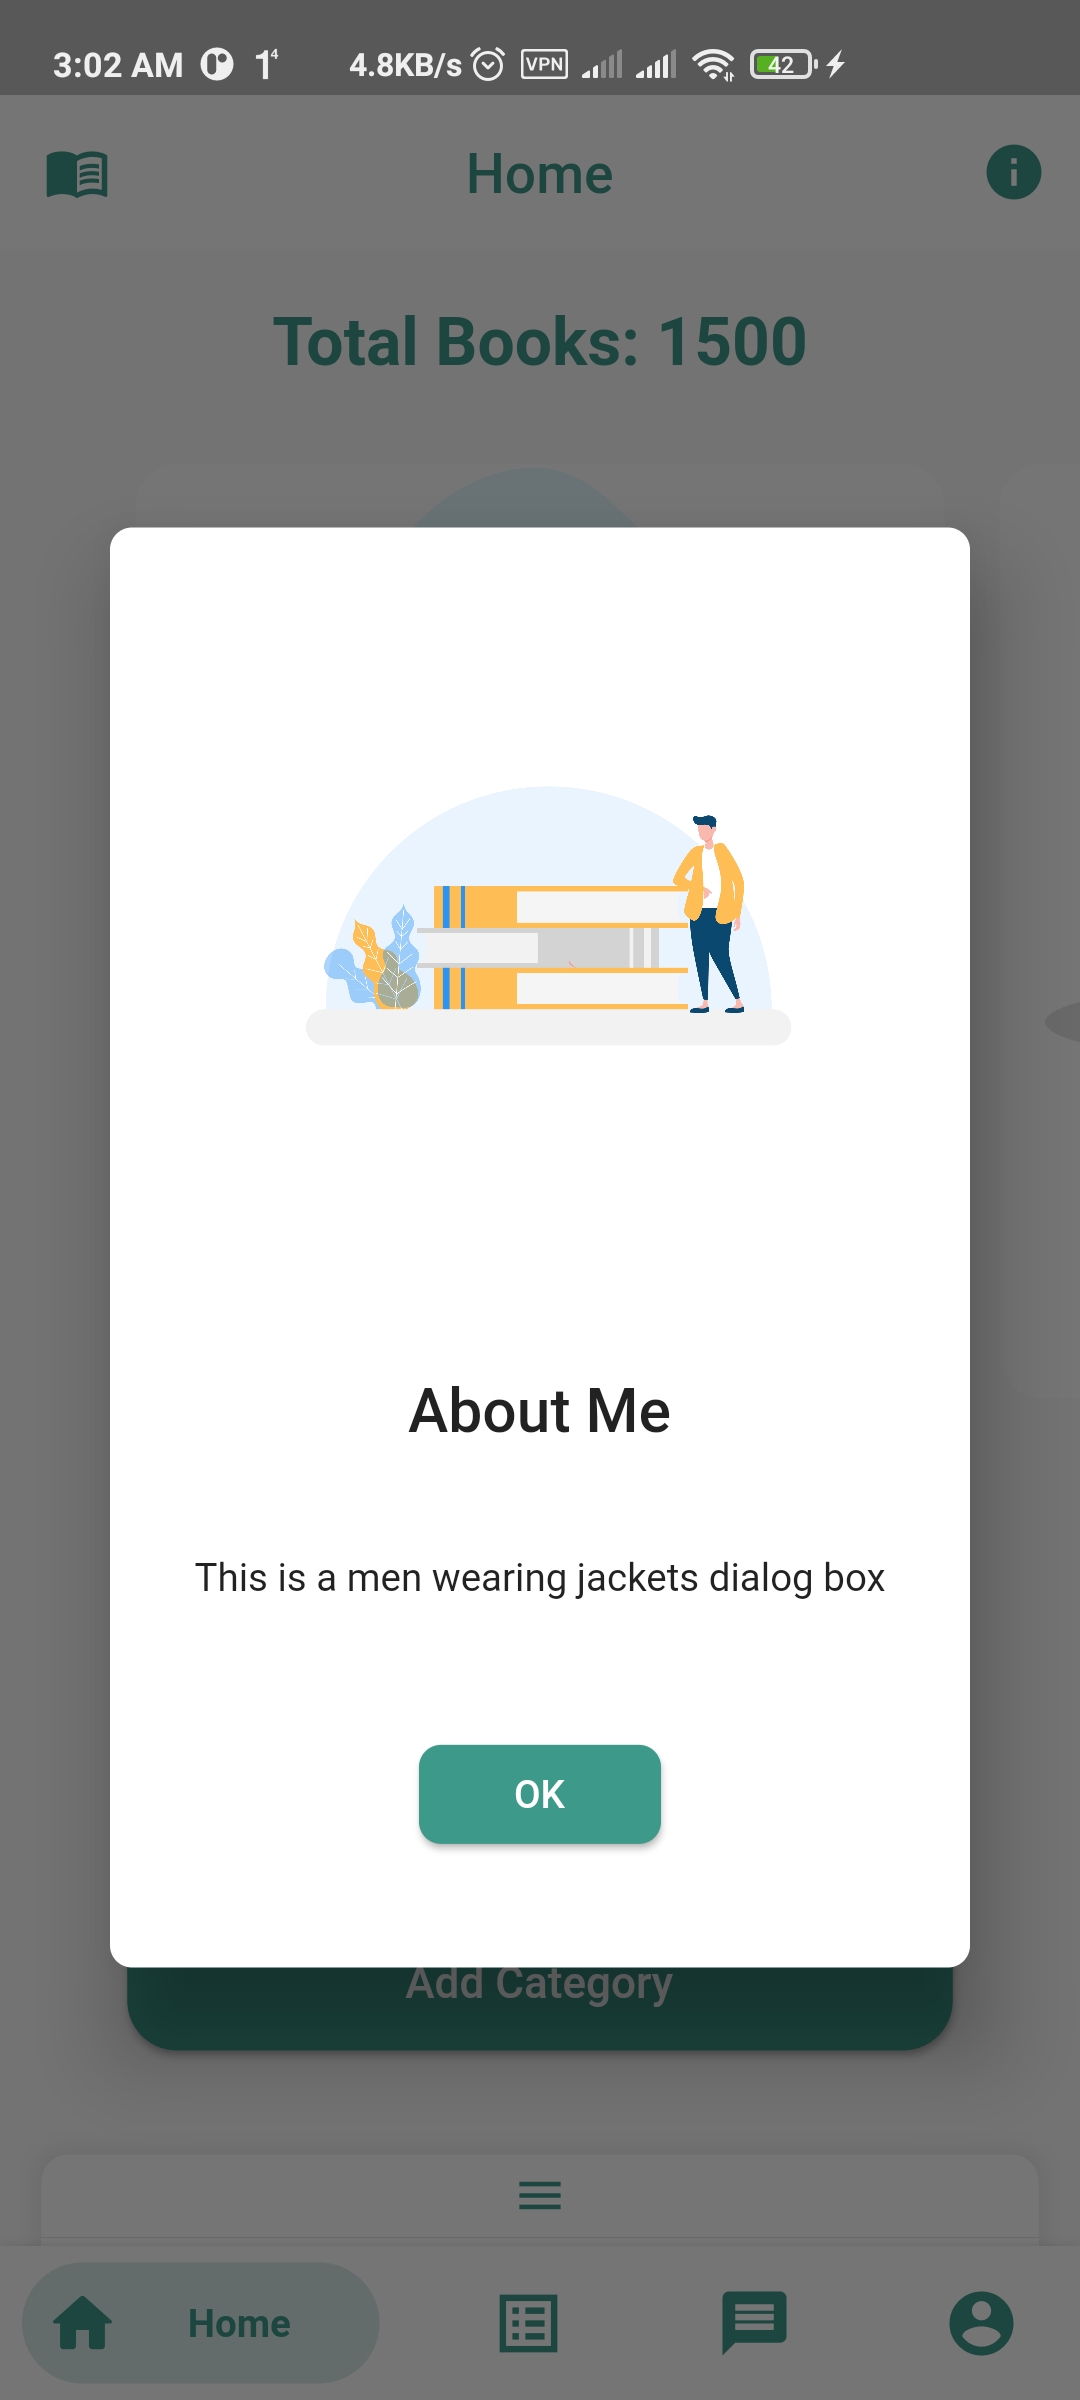 3:02 AM 1 4 4.8KB/s VPN 42
Home
Total Books: 1500
About Me
This is a men wearing jackets dialog box
OK
Add Category
Home